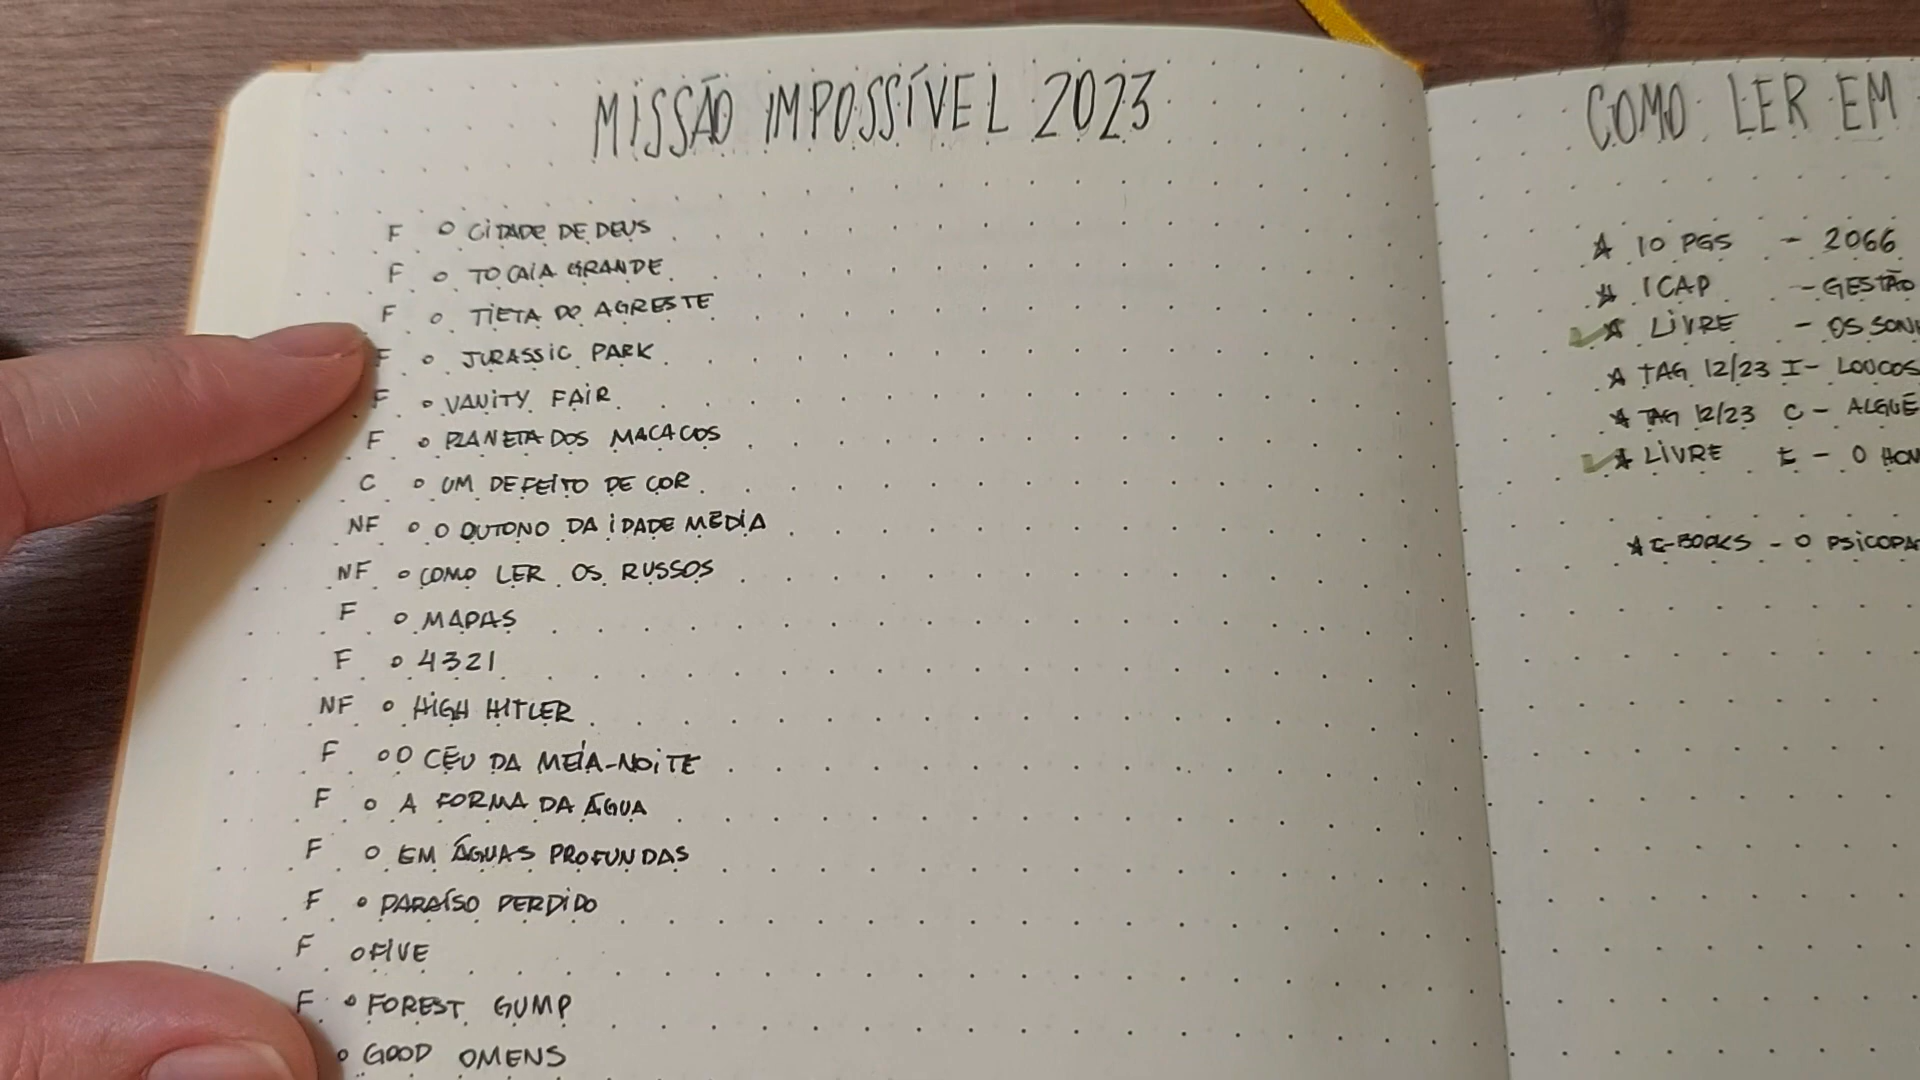 MISSÃO IMPOSSÍVEL 2023
F o CIDADE DE DEUS
F o TOCAIA GRANDE
F o TIETA DO AGRESTE
F o JURASSIC PARK
F o VANITY FAIR
F o PLANETA DOS MACACOS
C o UM DEFEITO DE COR
NF o O OUTONO DA IDADE MÉDIA
NF o COMO LER OS RUSSOS
F o MAPAS
F o 4321
NF o HIGH HITLER
F o O CÉU DA MEIA-NOITE
F o A FORMA DA ÁGUA
F o EM ÁGUAS PROFUNDAS
F o PARAÍSO PERDIDO
F o FIVE
F o FOREST GUMP
o GOOD OMENS
COMO LER EM
☆ 10 PGS - 2066
☆ 1 CAP - GESTÃO
✓☆ LIVRE - OS
☆ TAG 12/23 I - LOUCOS
☆ TAG 12/23 C -
✓☆ LIVRE E - O
☆ E-BOOKS - O